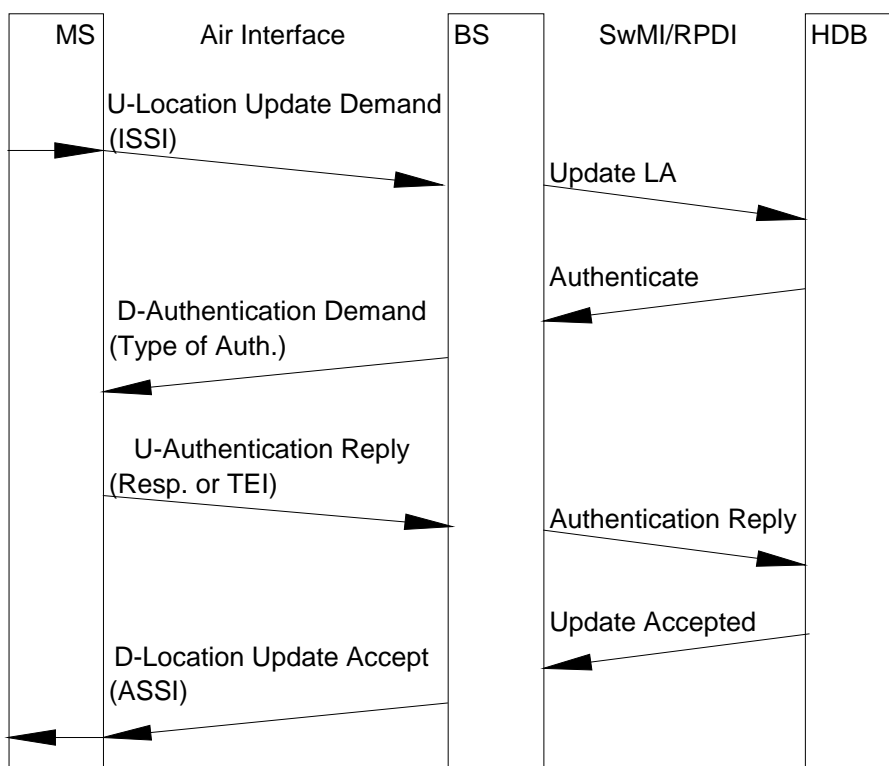 MS Air Interface BS SwMI/RPDI HDB
U-Location Update Demand
(ISSI)
Update LA
Authenticate
D-Authentication Demand
(Type of Auth.)
U-Authentication Reply
(Resp. or TEI)
Authentication Reply
Update Accepted
D-Location Update Accept
(ASSI)